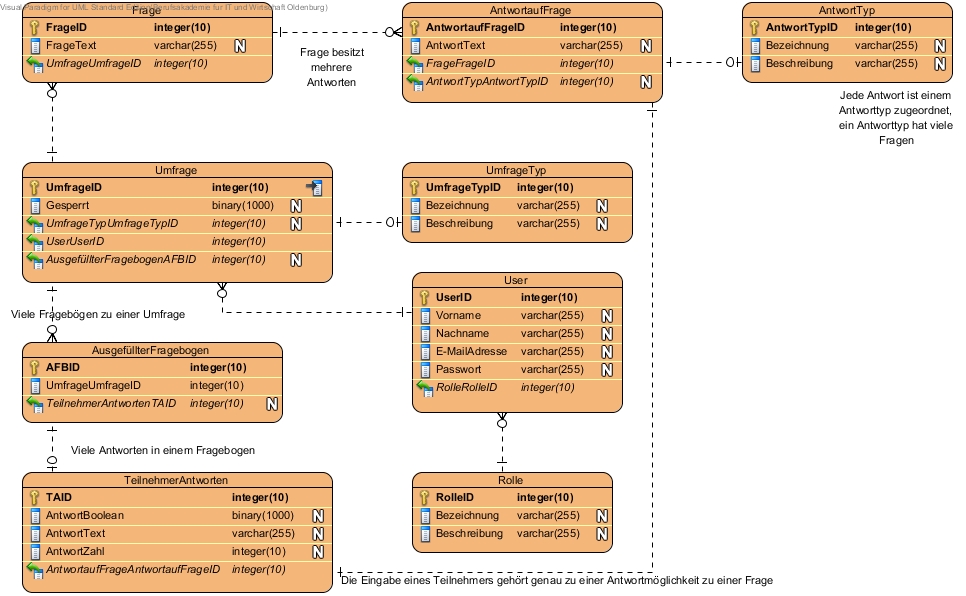 Visual Paradigm for UML Standard Edition(Berufsakademie für IT und Wirtschaft Oldenburg)
Frage
FrageID integer(10)
FrageText varchar(255) N
UmfrageUmfrageID integer(10)
Frage besitzt
mehrere
Antworten
AntwortaufFrage
AntwortaufFrageID integer(10)
AntwortText varchar(255) N
FrageFrageID integer(10)
AntwortTypAntwortTypID integer(10) N
AntwortTyp
AntwortTypID integer(10)
Bezeichnung varchar(255) N
Beschreibung varchar(255) N
Jede Antwort ist einem
Antworttyp zugeordnet,
ein Anworttyp hat viele
Fragen
Umfrage
UmfrageID integer(10)
Gesperrt binary(1000) N
UmfrageTypUmfrageTypID integer(10) N
UserUserID integer(10)
AusgefüllterFragebogenAFBID integer(10) N
UmfrageTyp
UmfrageTypID integer(10)
Bezeichnung varchar(255) N
Beschreibung varchar(255) N
User
UserID integer(10)
Vorname varchar(255) N
Nachname varchar(255) N
E-MailAdresse varchar(255) N
Passwort varchar(255) N
RolleRolleID integer(10)
Viele Fragebögen zu einer Umfrage
AusgefüllterFragebogen
AFBID integer(10)
UmfrageUmfrageID integer(10)
TeilnehmerAntwortenTAID integer(10) N
Viele Antworten in einem Fragebogen
TeilnehmerAntworten
TAID integer(10)
AntwortBoolean binary(1000) N
AntwortText varchar(255) N
AntwortZahl integer(10) N
AntwortaufFrageAntwortaufFrageID integer(10)
Rolle
RolleID integer(10)
Bezeichnung varchar(255) N
Beschreibung varchar(255) N
Die Eingabe eines Teilnehmers gehört genau zu einer Antwortmöglichkeit zu einer Frage